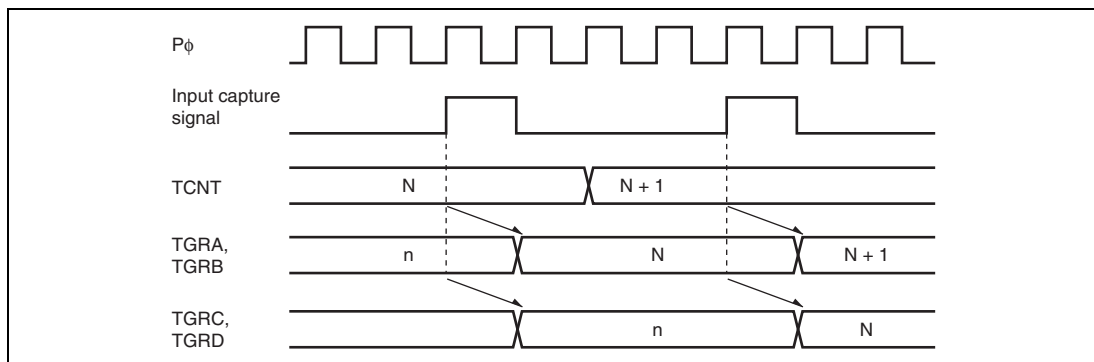 Pφ
Input capture
signal
TCNT
N
N + 1
TGRA,
TGRB
n
N
N + 1
TGRC,
TGRD
n
N